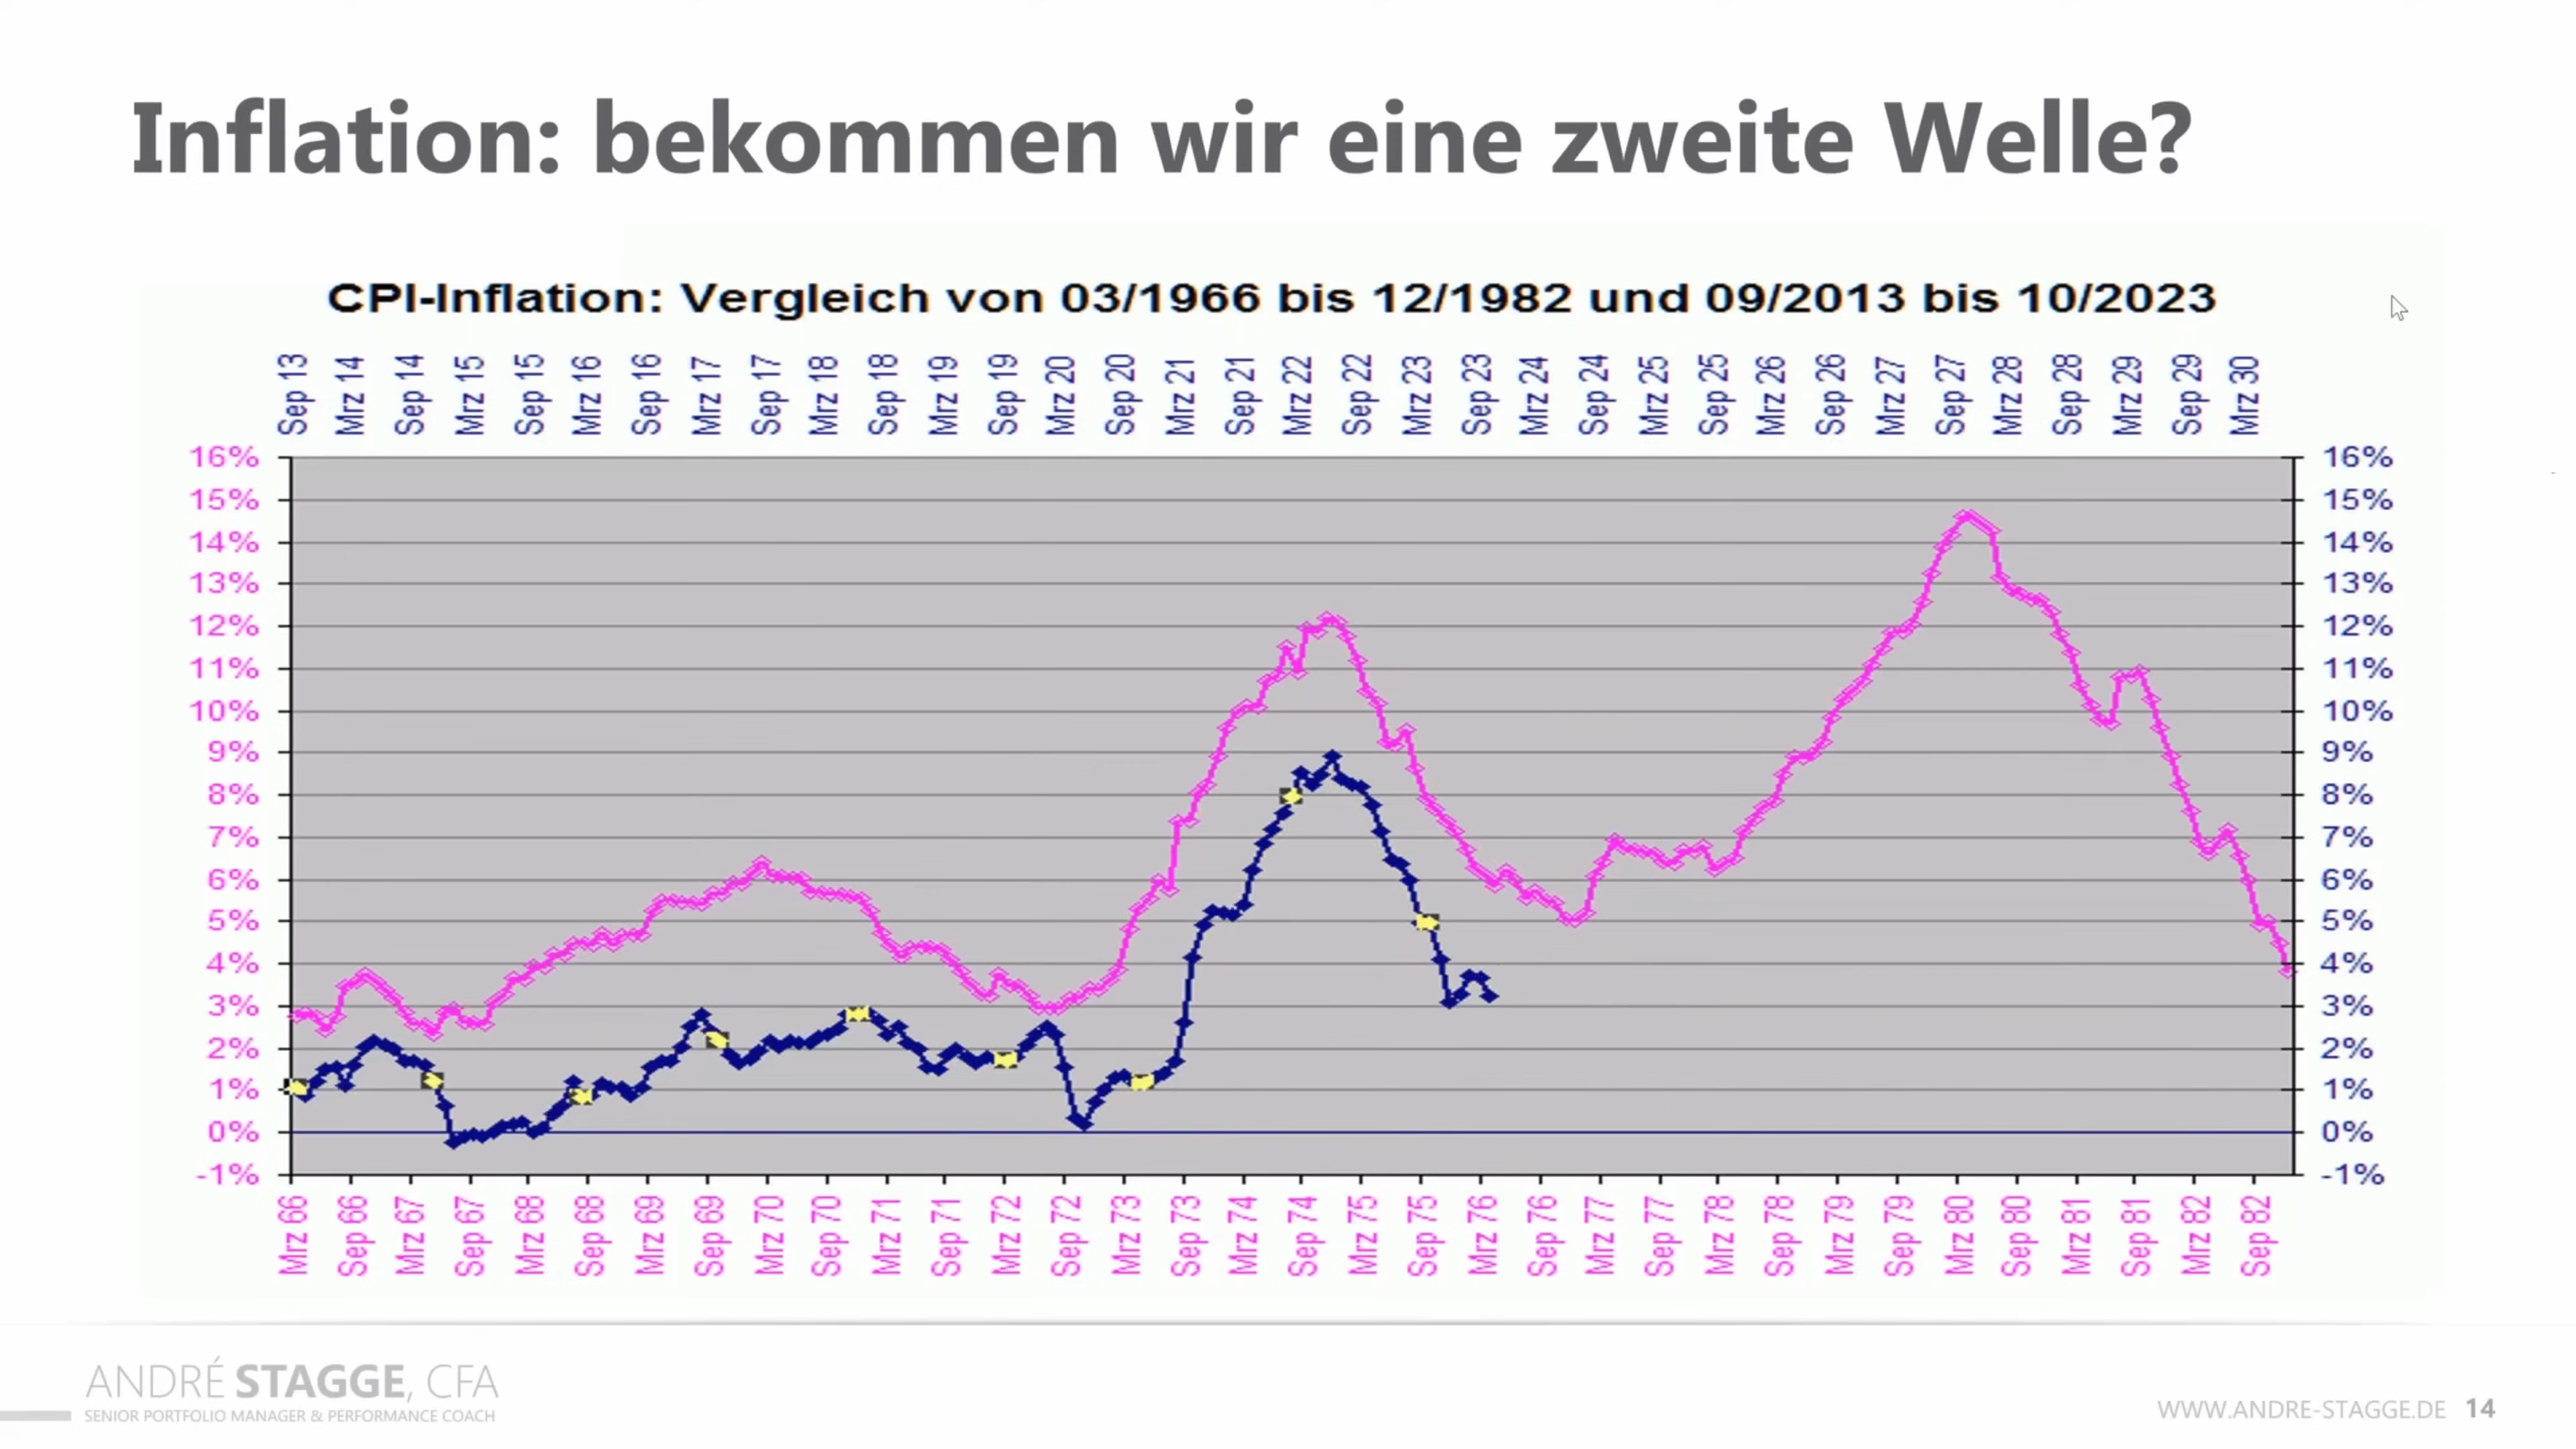 Inflation: bekommen wir eine zweite Welle?
CPI-Inflation: Vergleich von 03/1966 bis 12/1982 und 09/2013 bis 10/2023
Sep 13 Mrz 14 Sep 14 Mrz 15 Sep 15 Mrz 16 Sep 16 Mrz 17 Sep 17 Mrz 18 Sep 18 Mrz 19 Sep 19 Mrz 20 Sep 20 Mrz 21 Sep 21 Mrz 22 Sep 22 Mrz 23 Sep 23 Mrz 24 Sep 24 Mrz 25 Sep 25 Mrz 26 Sep 26 Mrz 27 Sep 27 Mrz 28 Sep 28 Mrz 29 Sep 29 Mrz 30
16% 16%
15% 15%
14% 14%
13% 13%
12% 12%
11% 11%
10% 10%
9% 9%
8% 8%
7% 7%
6% 6%
5% 5%
4% 4%
3% 3%
2% 2%
1% 1%
0% 0%
-1% -1%
Mrz 66 Sep 66 Mrz 67 Sep 67 Mrz 68 Sep 68 Mrz 69 Sep 69 Mrz 70 Sep 70 Mrz 71 Sep 71 Mrz 72 Sep 72 Mrz 73 Sep 73 Mrz 74 Sep 74 Mrz 75 Sep 75 Mrz 76 Sep 76 Mrz 77 Sep 77 Mrz 78 Sep 78 Mrz 79 Sep 79 Mrz 80 Sep 80 Mrz 81 Sep 81 Mrz 82 Sep 82
ANDRÉ STAGGE, CFA
SENIOR PORTFOLIO MANAGER & PERFORMANCE COACH
WWW.ANDRE-STAGGE.DE 14